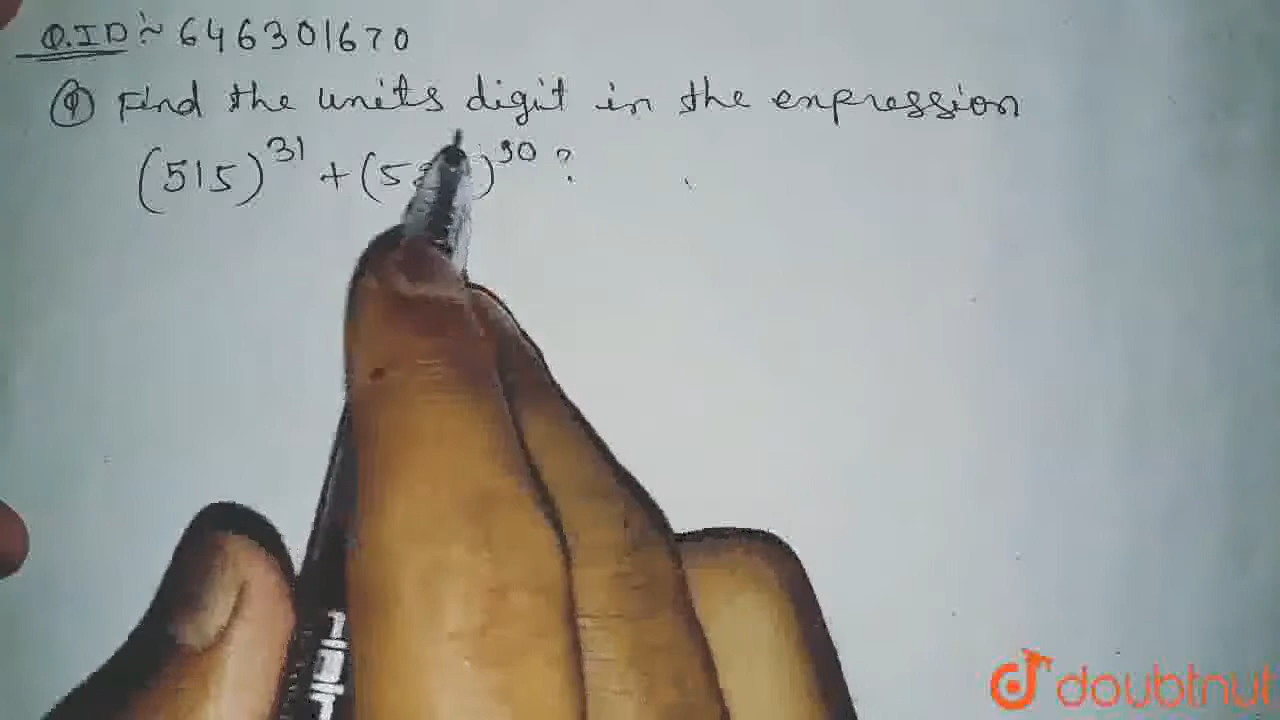 Q.ID:~ 646301670
Q Find the units digit in the expression
(515)^31 + (5 )^90 ?
doubtnut